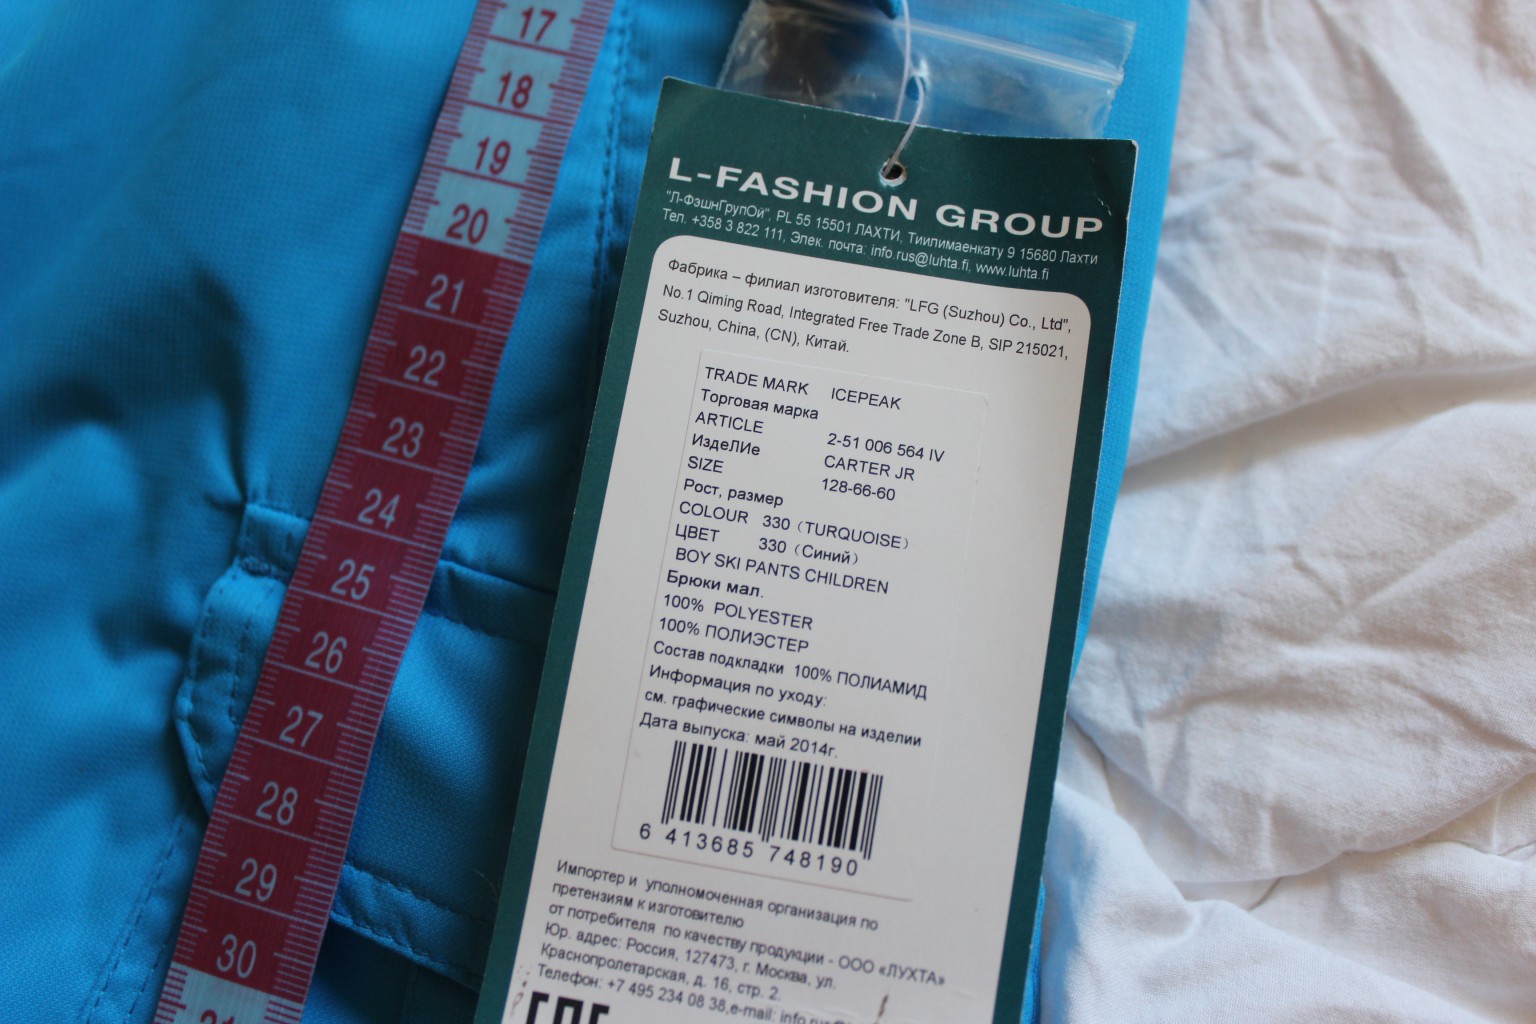 17
18
19
20
21
22
23
24
25
26
27
28
29
30
31
L-FASHION GROUP
"Л-ФэшнГрупОй", PL 55 15501 ЛАХТИ, Тиилимаенкату 9 15680 Лахти
Тел. +358 3 822 111, Элек. почта: info.rus@luhta.fi, www.luhta.fi
Фабрика – филиал изготовителя: "LFG (Suzhou) Co., Ltd",
No.1 Qiming Road, Integrated Free Trade Zone B, SIP 215021,
Suzhou, China, (CN), Китай.
TRADE MARK ICEPEAK
Торговая марка
ARTICLE 2-51 006 564 IV
ИздеЛИе CARTER JR
SIZE 128-66-60
Рост, размер
COLOUR 330 (TURQUOISE)
ЦВЕТ 330 (Синий)
BOY SKI PANTS CHILDREN
Брюки мал.
100% POLYESTER
100% ПОЛИЭСТЕР
Состав подкладки 100% ПОЛИАМИД
Информация по уходу:
см. графические символы на изделии
Дата выпуска: май 2014г.
6 413685 748190
Импортер и уполномоченная организация по
претензиям к изготовителю
от потребителя по качеству продукции - ООО «ЛУХТА»
Юр. адрес: Россия, 127473, г. Москва, ул.
Краснопролетарская, д. 16, стр. 2.
Телефон: +7 495 234 08 38,e-mail: info